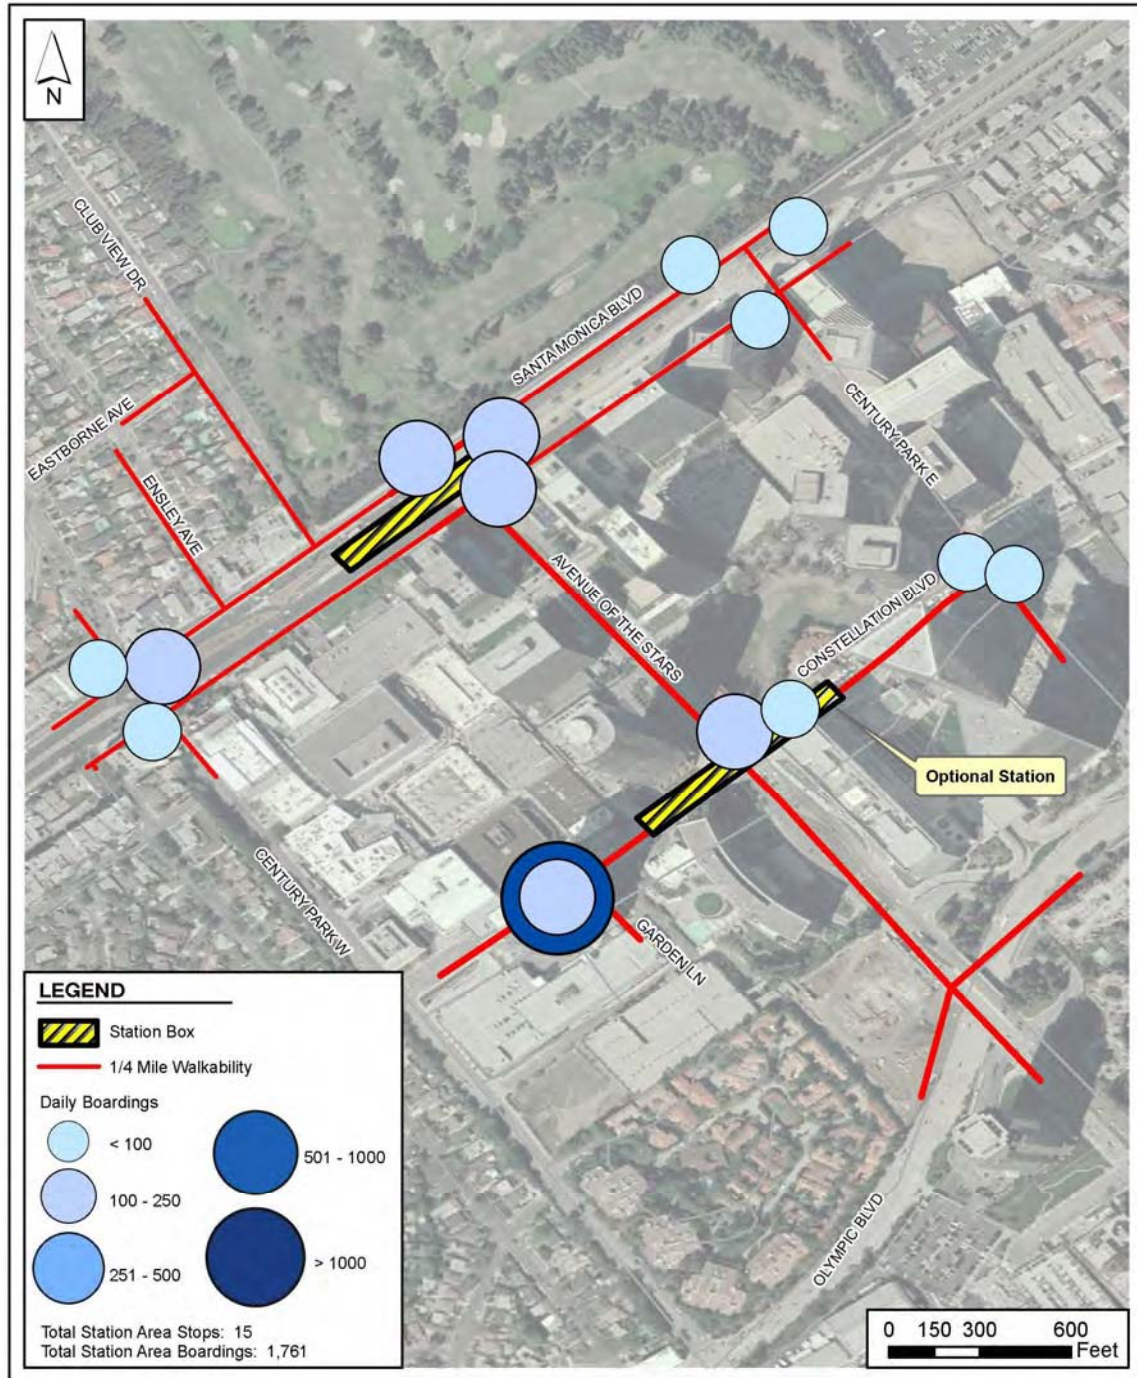 N
CLUB VIEW DR
SANTA MONICA BLVD
EASTBORNE AVE
ENSLEY AVE
CENTURY PARK E
AVENUE OF THE STARS
CONSTELLATION BLVD
Optional Station
CENTURY PARK W
GARDEN LN
OLYMPIC BLVD
LEGEND
Station Box
1/4 Mile Walkability
Daily Boardings
< 100
501 - 1000
100 - 250
> 1000
251 - 500
Total Station Area Stops: 15
Total Station Area Boardings: 1,761
0 150 300 600
Feet